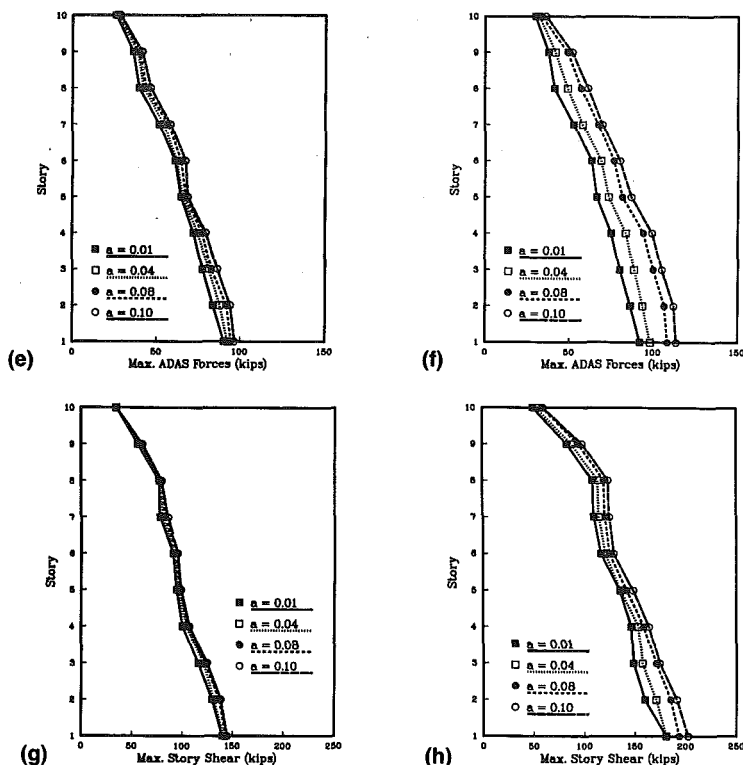 10
9
8
7
6
5
4
3
2
1
Story
a = 0.01
a = 0.04
a = 0.08
a = 0.10
0
50
100
150
Max. ADAS Forces (kips)
(e)
10
9
8
7
6
5
4
3
2
1
Story
a = 0.01
a = 0.04
a = 0.08
a = 0.10
0
50
100
150
Max. ADAS Forces (kips)
(f)
10
9
8
7
6
5
4
3
2
1
Story
a = 0.01
a = 0.04
a = 0.08
a = 0.10
0
50
100
150
200
250
Max. Story Shear (kips)
(g)
10
9
8
7
6
5
4
3
2
1
Story
a = 0.01
a = 0.04
a = 0.08
a = 0.10
0
50
100
150
200
250
Max. Story Shear (kips)
(h)